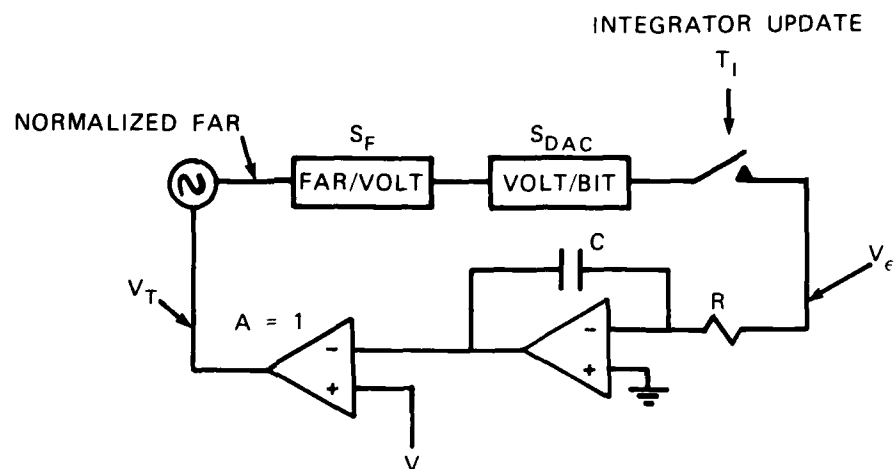 INTEGRATOR UPDATE
T_I
NORMALIZED FAR
S_F
S_DAC
FAR/VOLT
VOLT/BIT
C
V_ϵ
V_T
R
A = 1
−
+
−
+
V